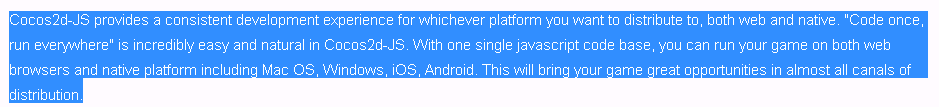 Cocos2d-JS provides a consistent development experience for whichever platform you want to distribute to, both web and native. "Code once,
run everywhere" is incredibly easy and natural in Cocos2d-JS. With one single javascript code base, you can run your game on both web
browsers and native platform including Mac OS, Windows, iOS, Android. This will bring your game great opportunities in almost all canals of
distribution.